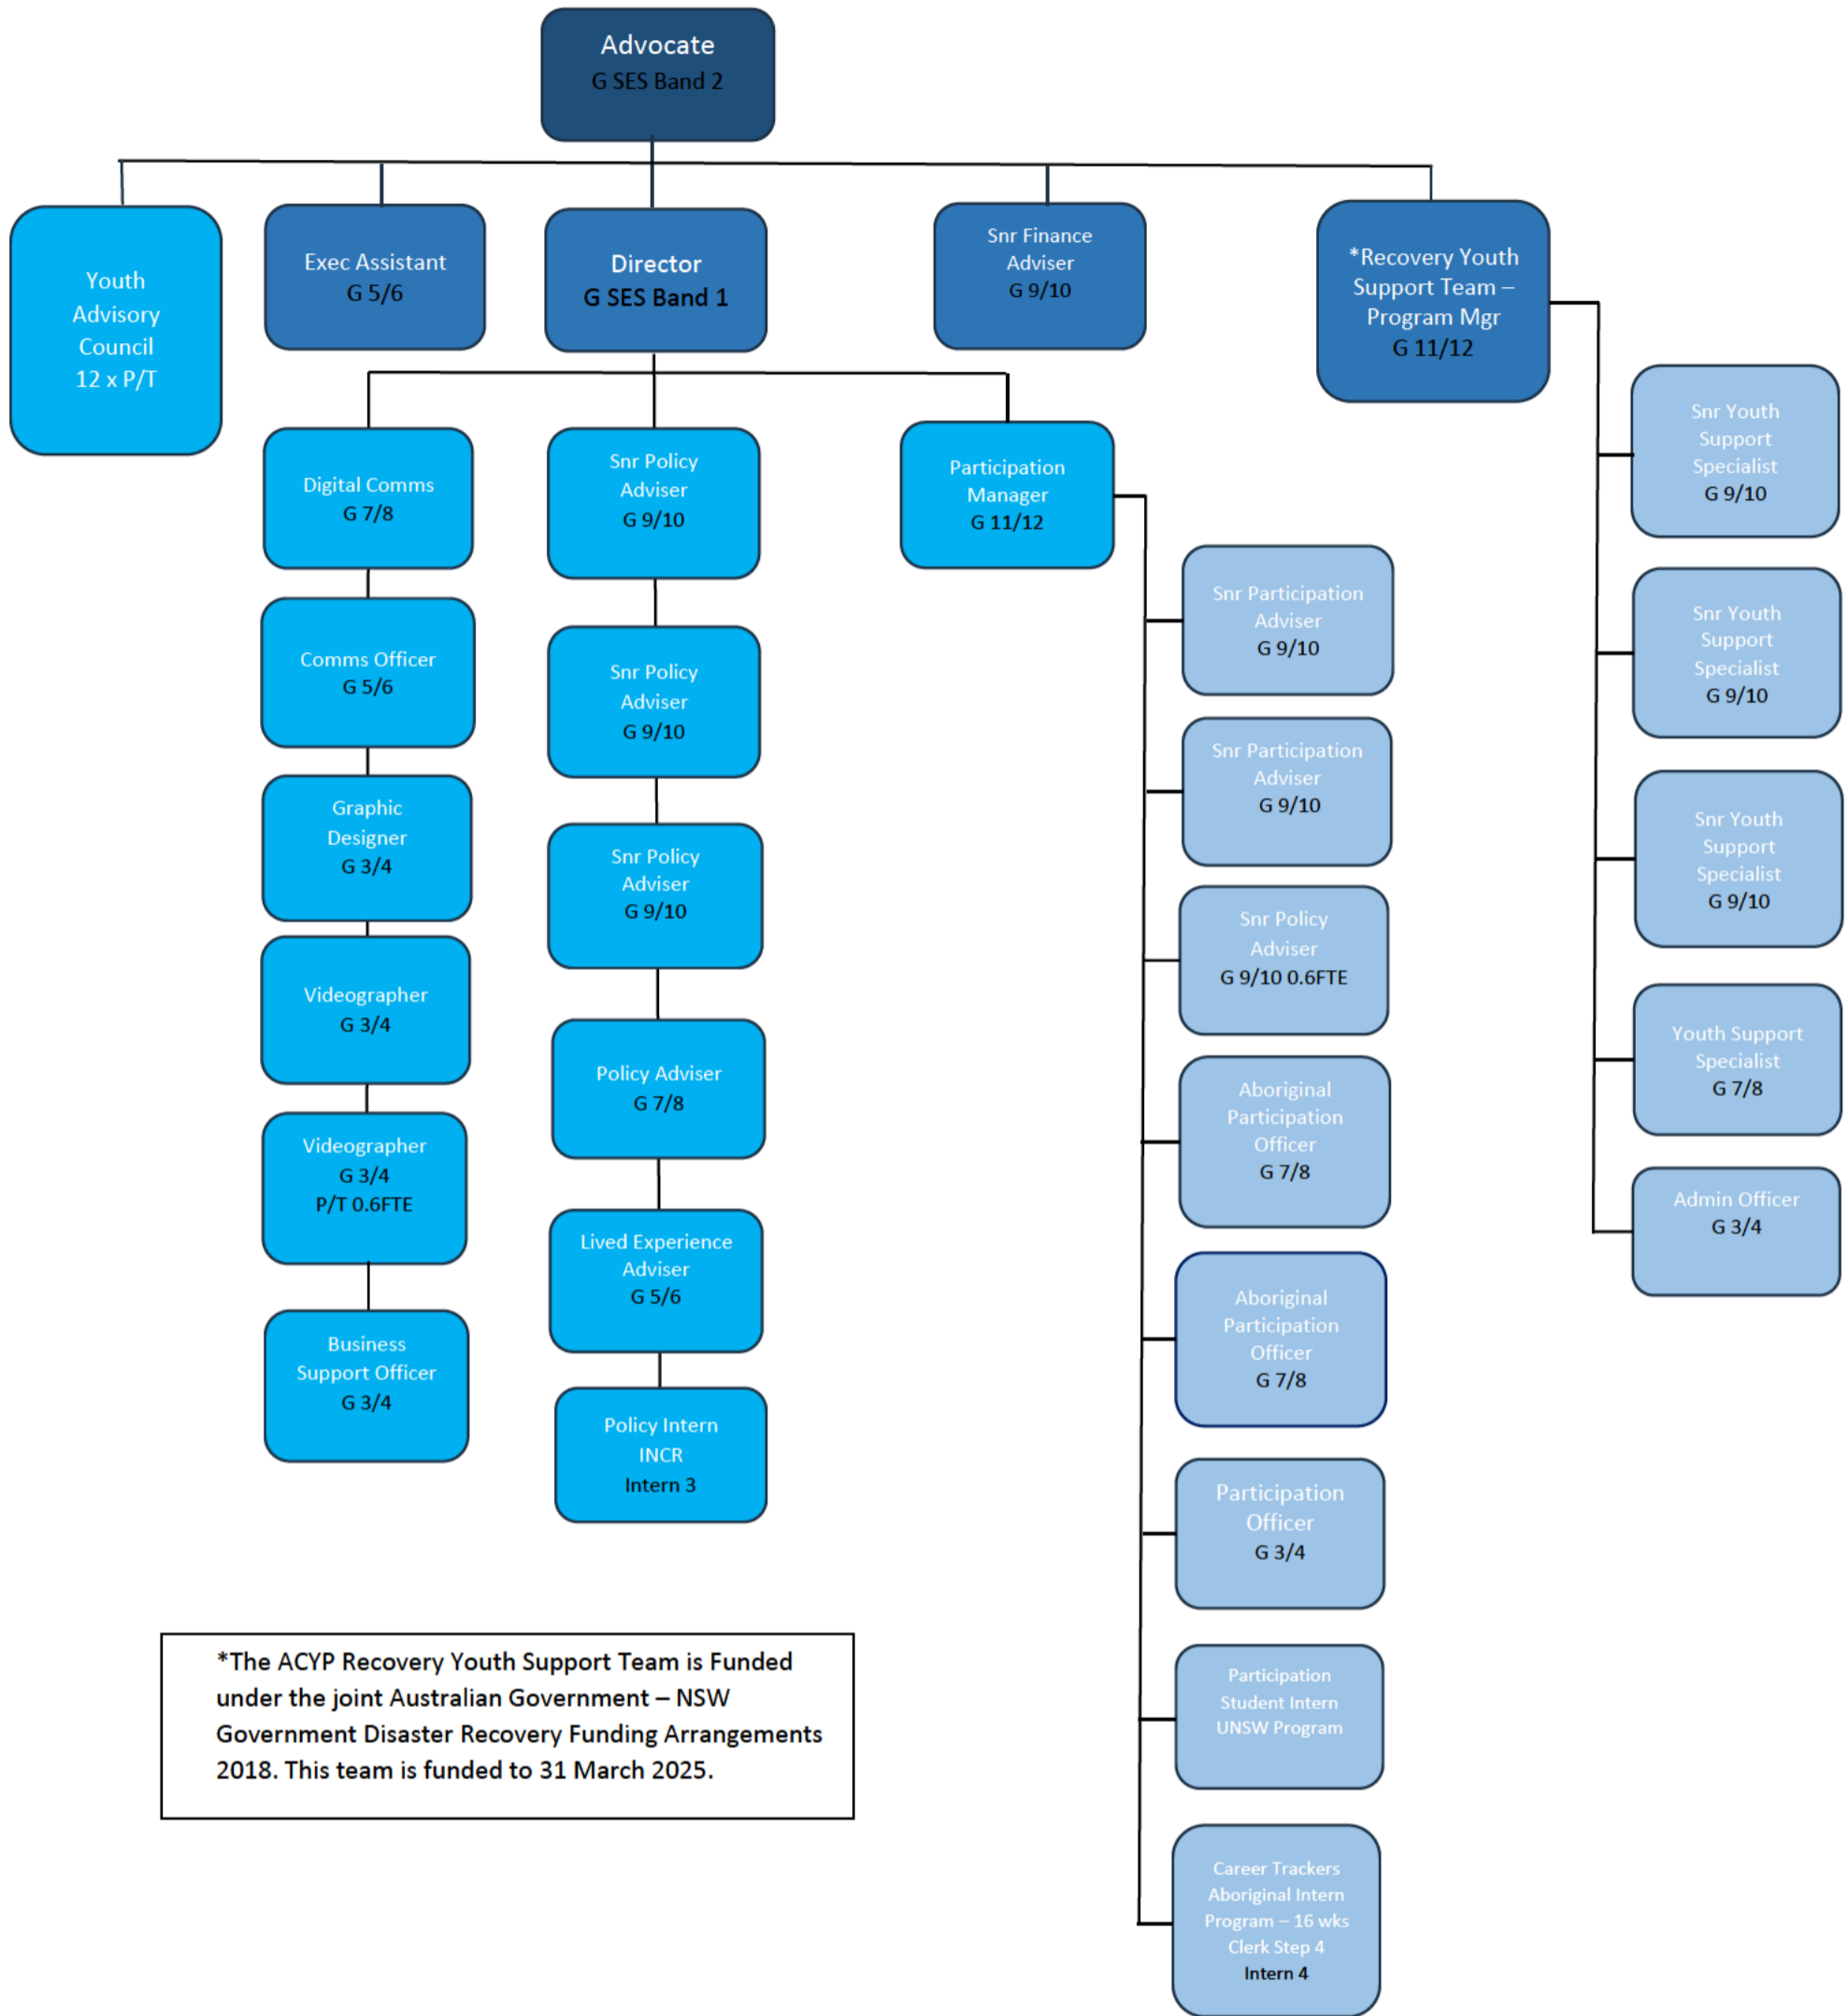 Advocate
G SES Band 2
Youth
Advisory
Council
12 x P/T
Exec Assistant
G 5/6
Director
G SES Band 1
Snr Finance
Adviser
G 9/10
*Recovery Youth
Support Team –
Program Mgr
G 11/12
Digital Comms
G 7/8
Comms Officer
G 5/6
Graphic
Designer
G 3/4
Videographer
G 3/4
Videographer
G 3/4
P/T 0.6FTE
Business
Support Officer
G 3/4
Snr Policy
Adviser
G 9/10
Snr Policy
Adviser
G 9/10
Snr Policy
Adviser
G 9/10
Policy Adviser
G 7/8
Lived Experience
Adviser
G 5/6
Policy Intern
INCR
Intern 3
Participation
Manager
G 11/12
Snr Participation
Adviser
G 9/10
Snr Participation
Adviser
G 9/10
Snr Policy
Adviser
G 9/10 0.6FTE
Aboriginal
Participation
Officer
G 7/8
Aboriginal
Participation
Officer
G 7/8
Participation
Officer
G 3/4
Participation
Student Intern
UNSW Program
Career Trackers
Aboriginal Intern
Program – 16 wks
Clerk Step 4
Intern 4
Snr Youth
Support
Specialist
G 9/10
Snr Youth
Support
Specialist
G 9/10
Snr Youth
Support
Specialist
G 9/10
Youth Support
Specialist
G 7/8
Admin Officer
G 3/4
*The ACYP Recovery Youth Support Team is Funded
under the joint Australian Government – NSW
Government Disaster Recovery Funding Arrangements
2018. This team is funded to 31 March 2025.